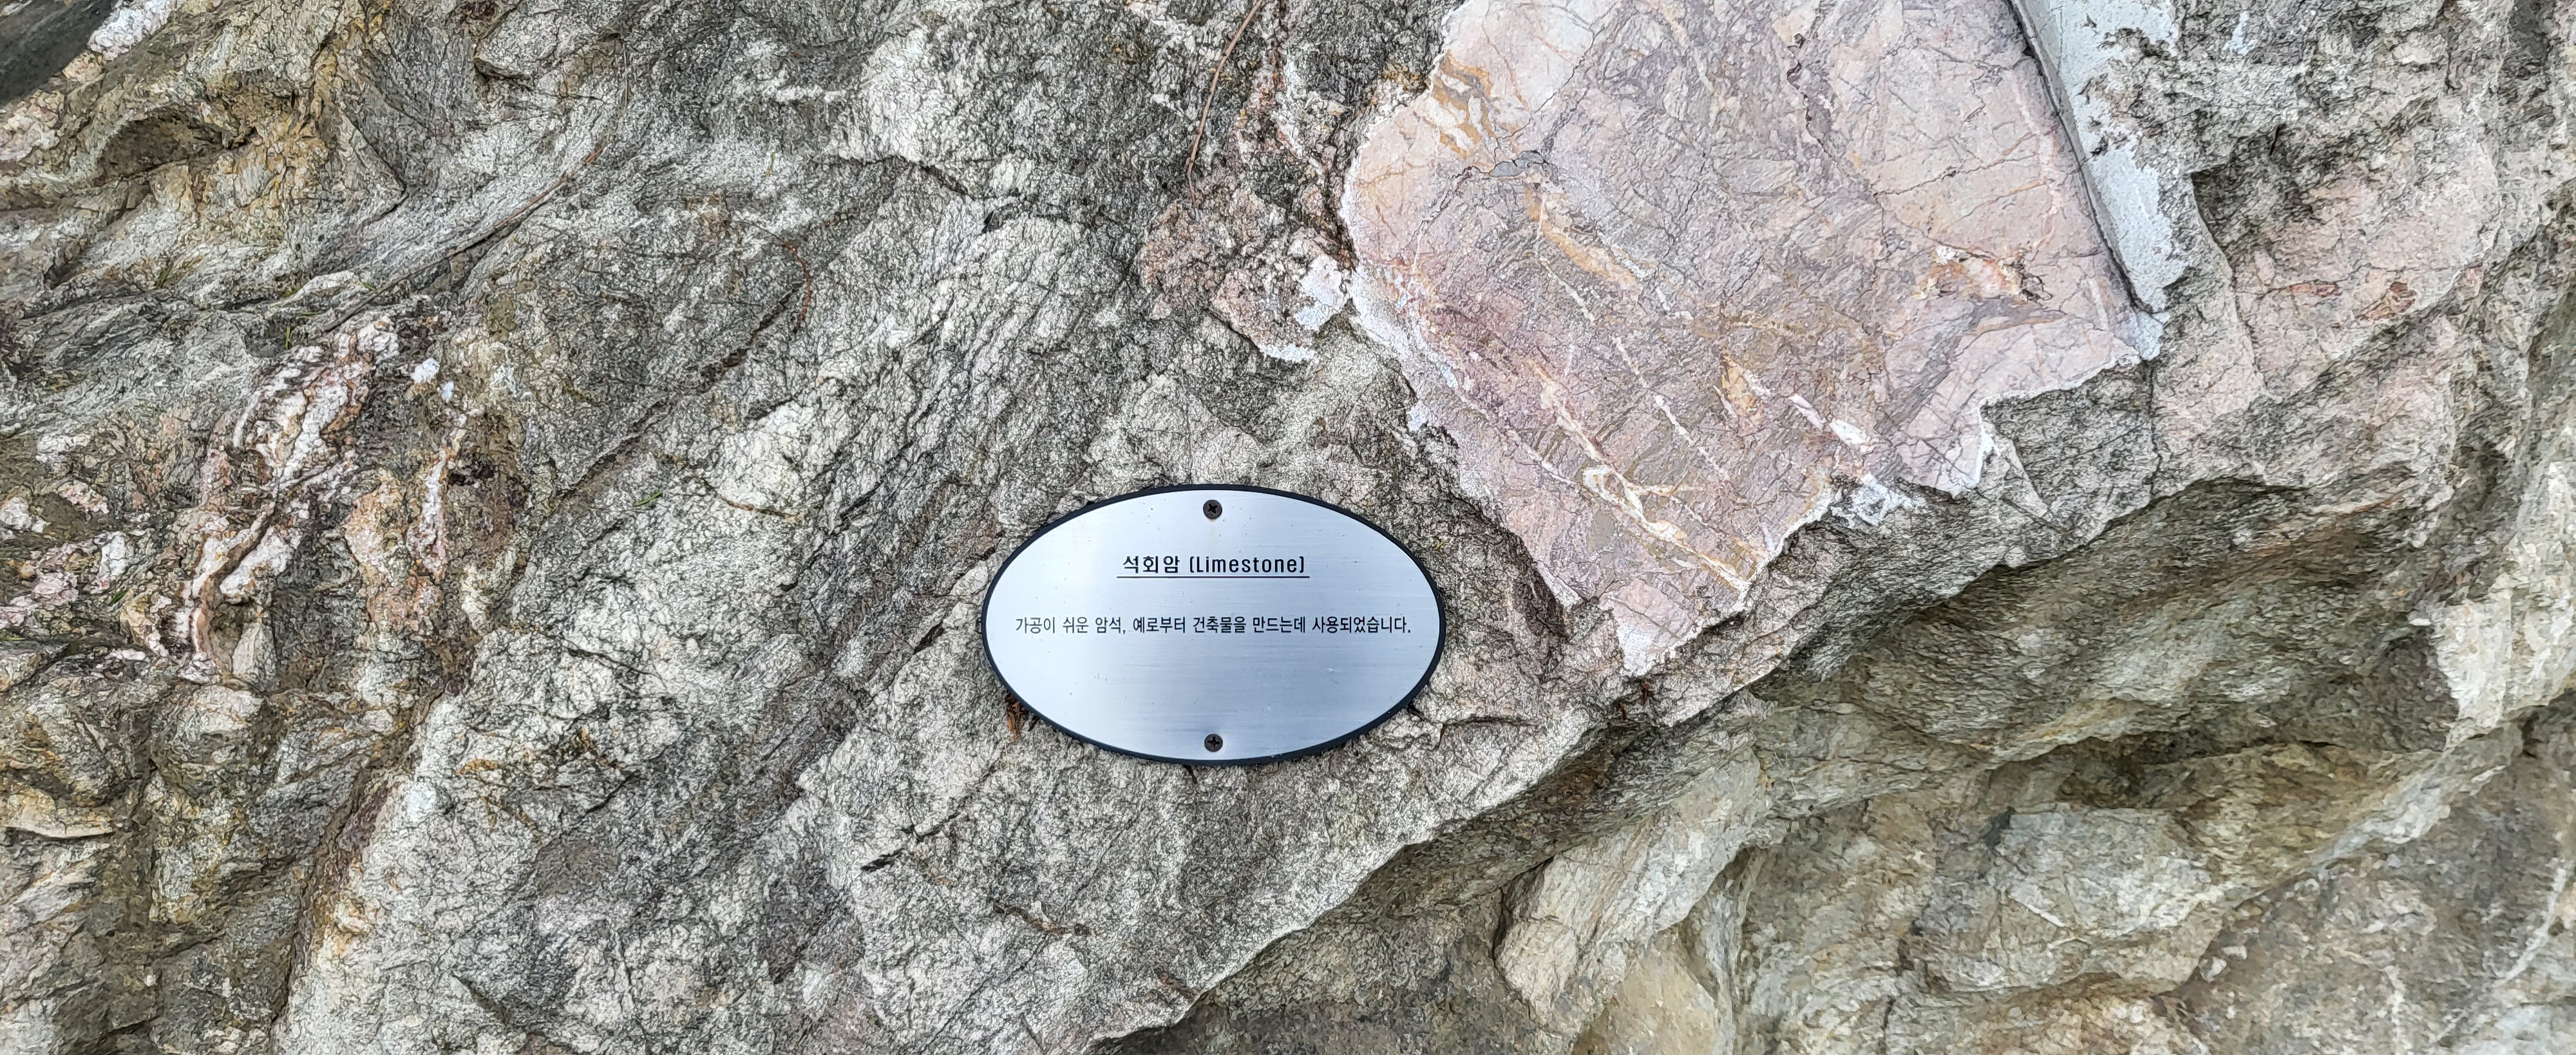 석회암 (Limestone)
가공이 쉬운 암석, 예로부터 건축물을 만드는데 사용되었습니다.